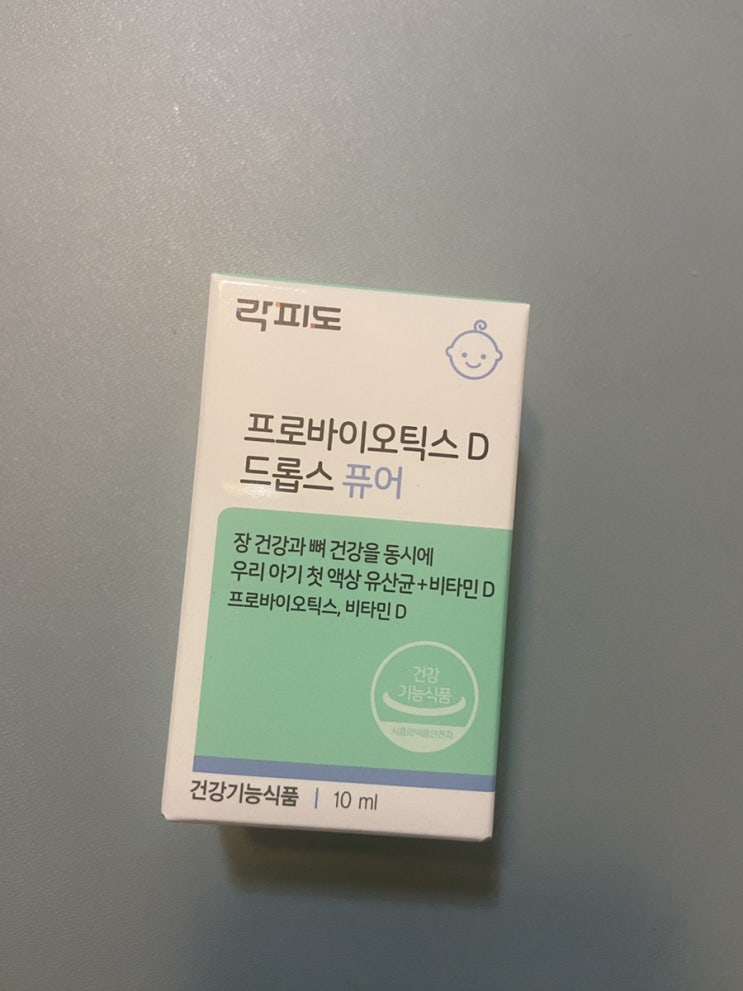 락피도
프로바이오틱스 D
드롭스 퓨어
장 건강과 뼈 건강을 동시에
우리 아기 첫 액상 유산균+비타민 D
프로바이오틱스, 비타민 D
건강
기능식품
식품의약품안전처
건강기능식품 | 10 ml